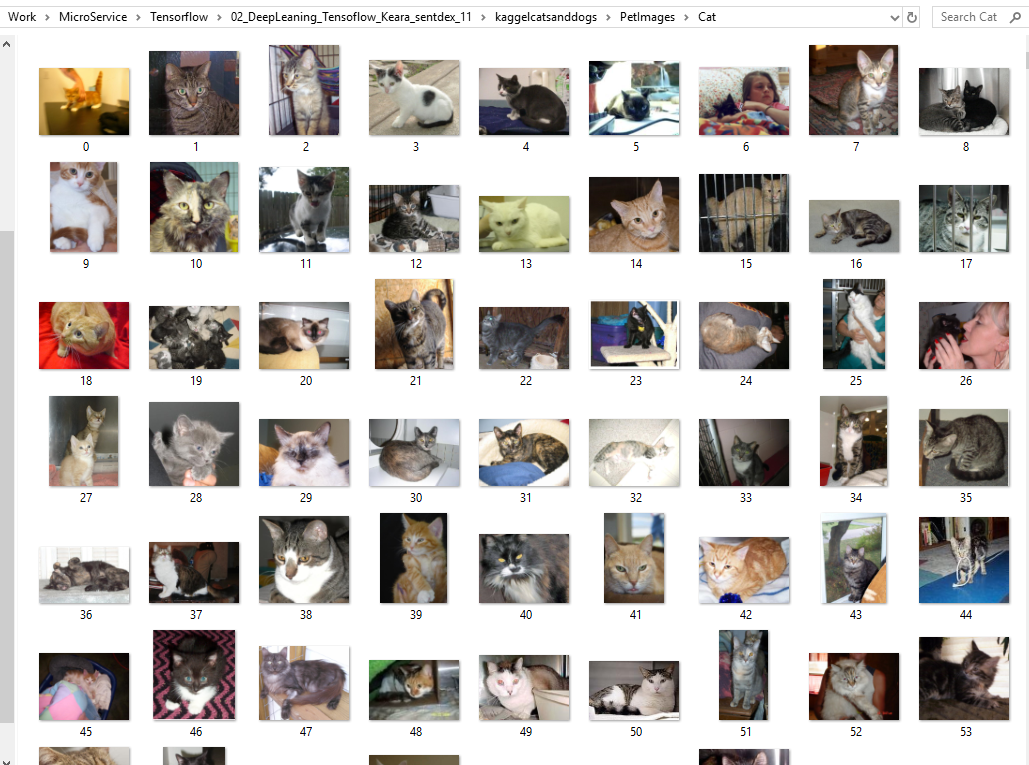 Work > MicroService > Tensorflow > 02_DeepLeaning_Tensoflow_Keara_sentdex_11 > kaggelcatsanddogs > PetImages > Cat
Search Cat
0 1 2 3 4 5 6 7 8
9 10 11 12 13 14 15 16 17
18 19 20 21 22 23 24 25 26
27 28 29 30 31 32 33 34 35
36 37 38 39 40 41 42 43 44
45 46 47 48 49 50 51 52 53